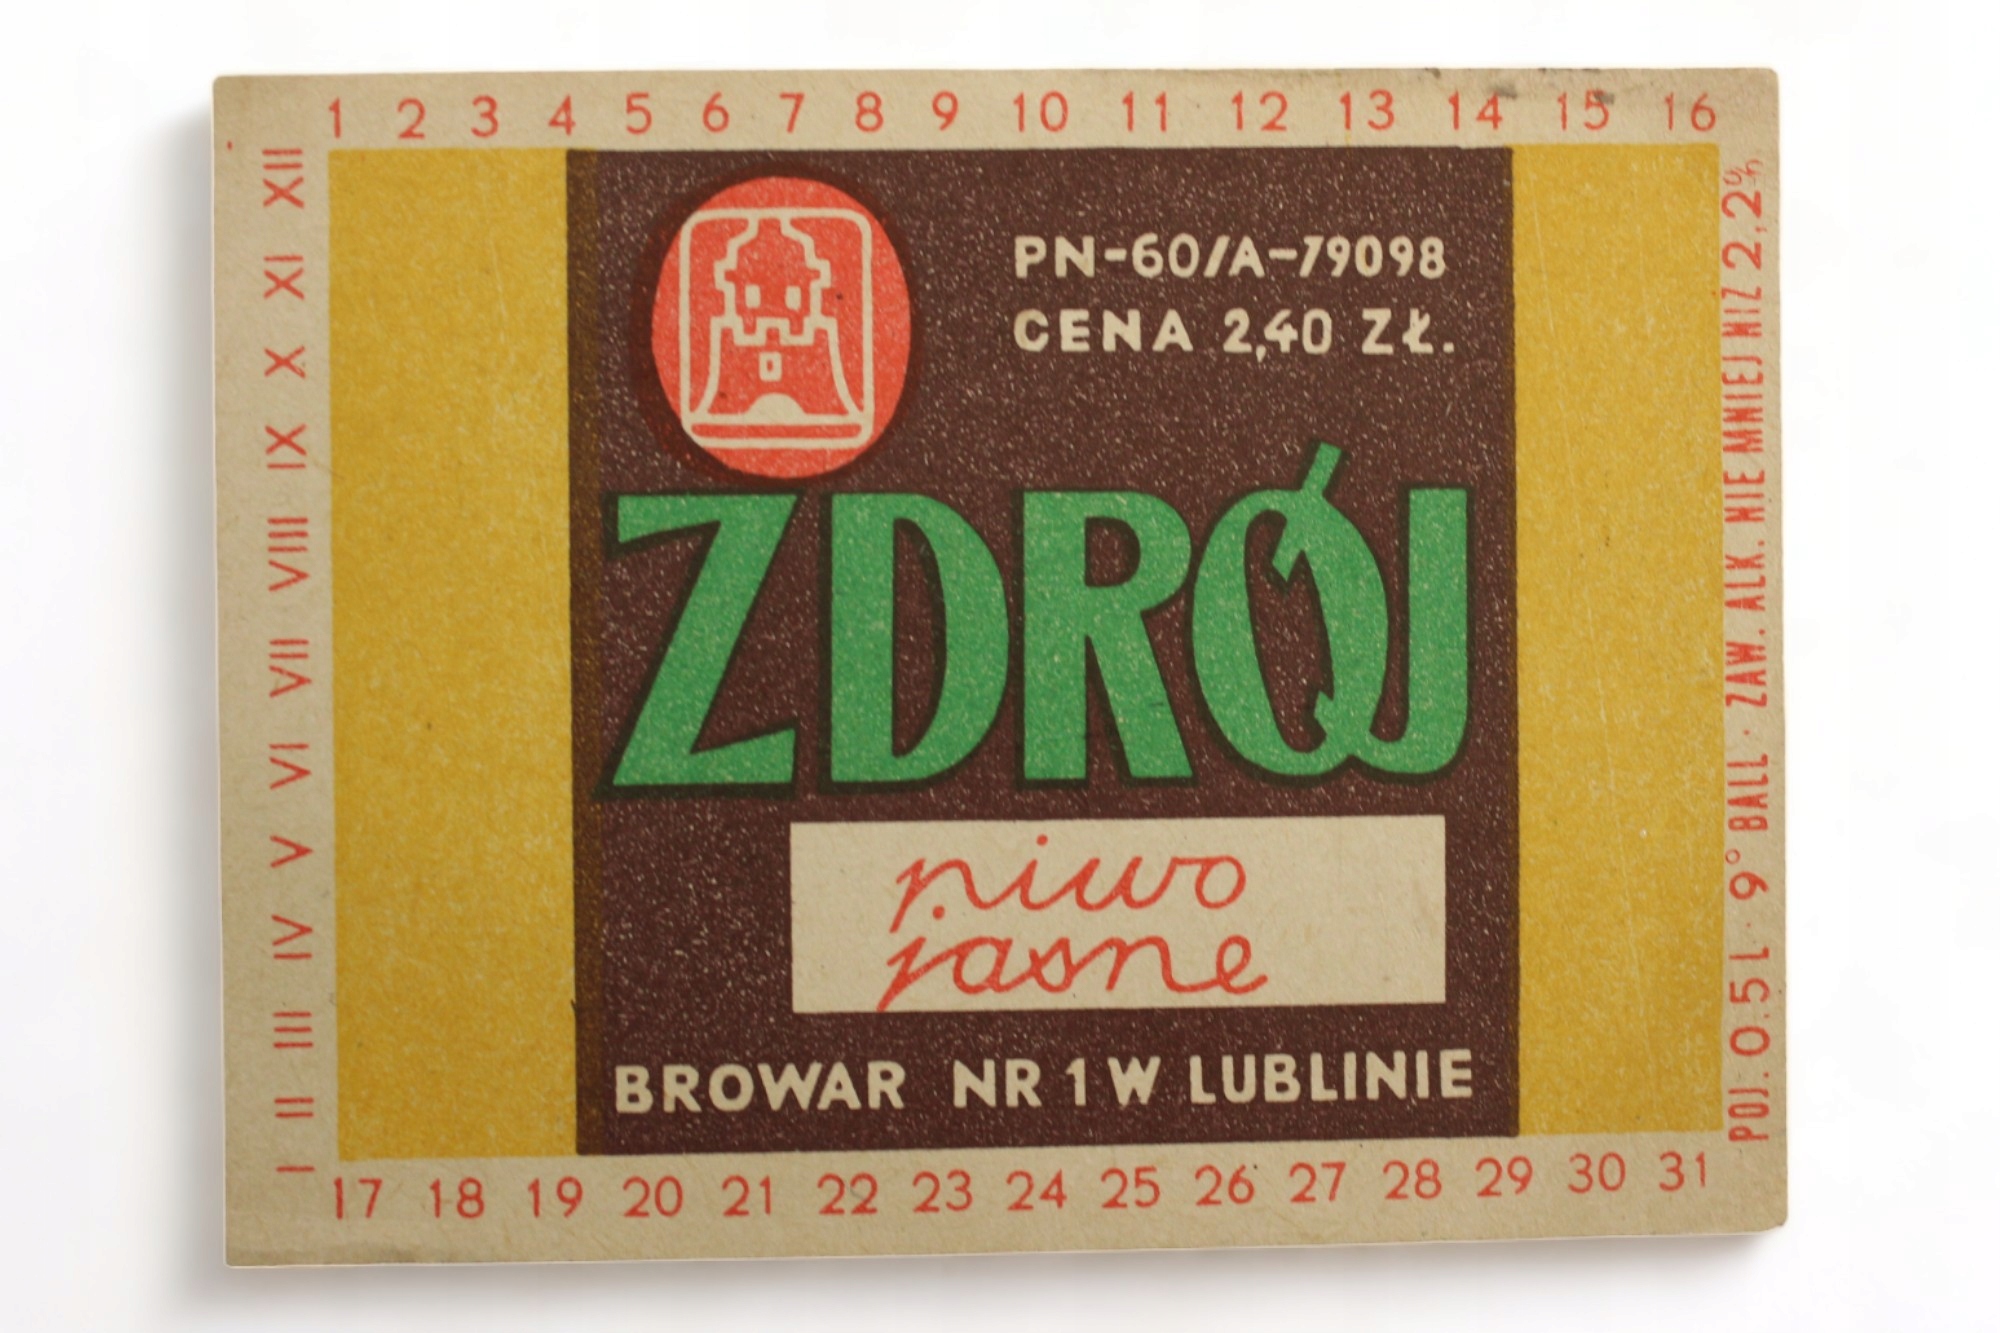 1 2 3 4 5 6 7 8 9 10 11 12 13 14 15 16
I II III IV V VI VII VIII IX X XI XII
PN-60/A-79098
CENA 2,40 ZŁ.
ZDRÓJ
piwo
jasne
BROWAR NR 1 W LUBLINIE
POJ. 0.5 L · 9° BALL · ZAW. ALK. NIE MNIEJ NIZ 2,2%
17 18 19 20 21 22 23 24 25 26 27 28 29 30 31